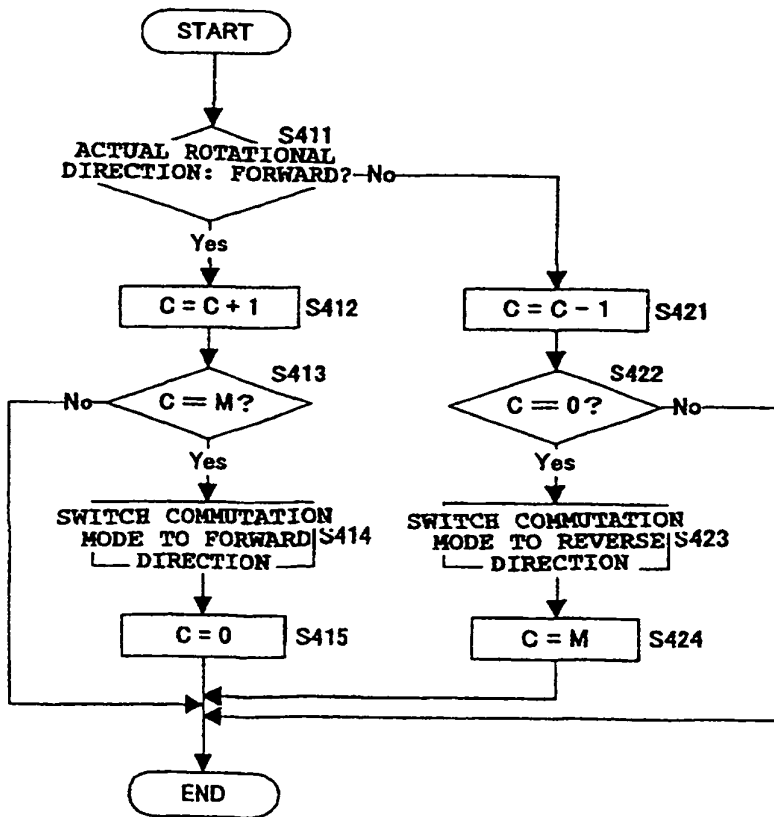 START
S411
ACTUAL ROTATIONAL
DIRECTION: FORWARD?
No
Yes
C = C + 1
S412
C = C - 1
S421
S413
C == M?
No
S422
C == 0?
No
Yes
Yes
SWITCH COMMUTATION
MODE TO FORWARD
DIRECTION
S414
SWITCH COMMUTATION
MODE TO REVERSE
DIRECTION
S423
C = 0
S415
C = M
S424
END